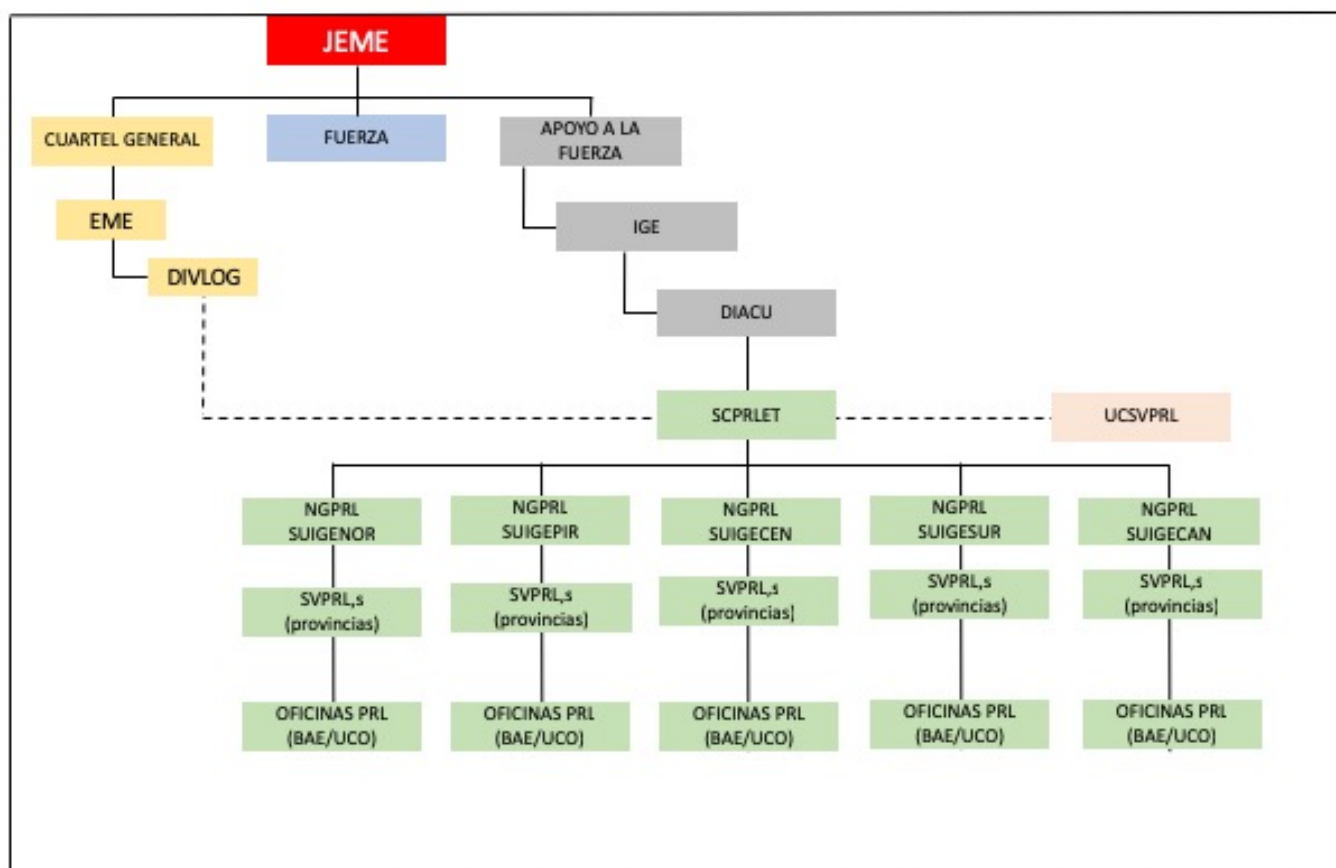 JEME
CUARTEL GENERAL
FUERZA
APOYO A LA
FUERZA
EME
IGE
DIVLOG
DIACU
SCPRLET
UCSVPRL
NGPRL
SUIGENOR
NGPRL
SUIGEPIR
NGPRL
SUIGECEN
NGPRL
SUIGESUR
NGPRL
SUIGECAN
SVPRL,s
(provincias)
SVPRL,s
(provincias)
SVPRL,s
(provincias)
SVPRL,s
(provincias)
SVPRL,s
(provincias)
OFICINAS PRL
(BAE/UCO)
OFICINAS PRL
(BAE/UCO)
OFICINAS PRL
(BAE/UCO)
OFICINAS PRL
(BAE/UCO)
OFICINAS PRL
(BAE/UCO)